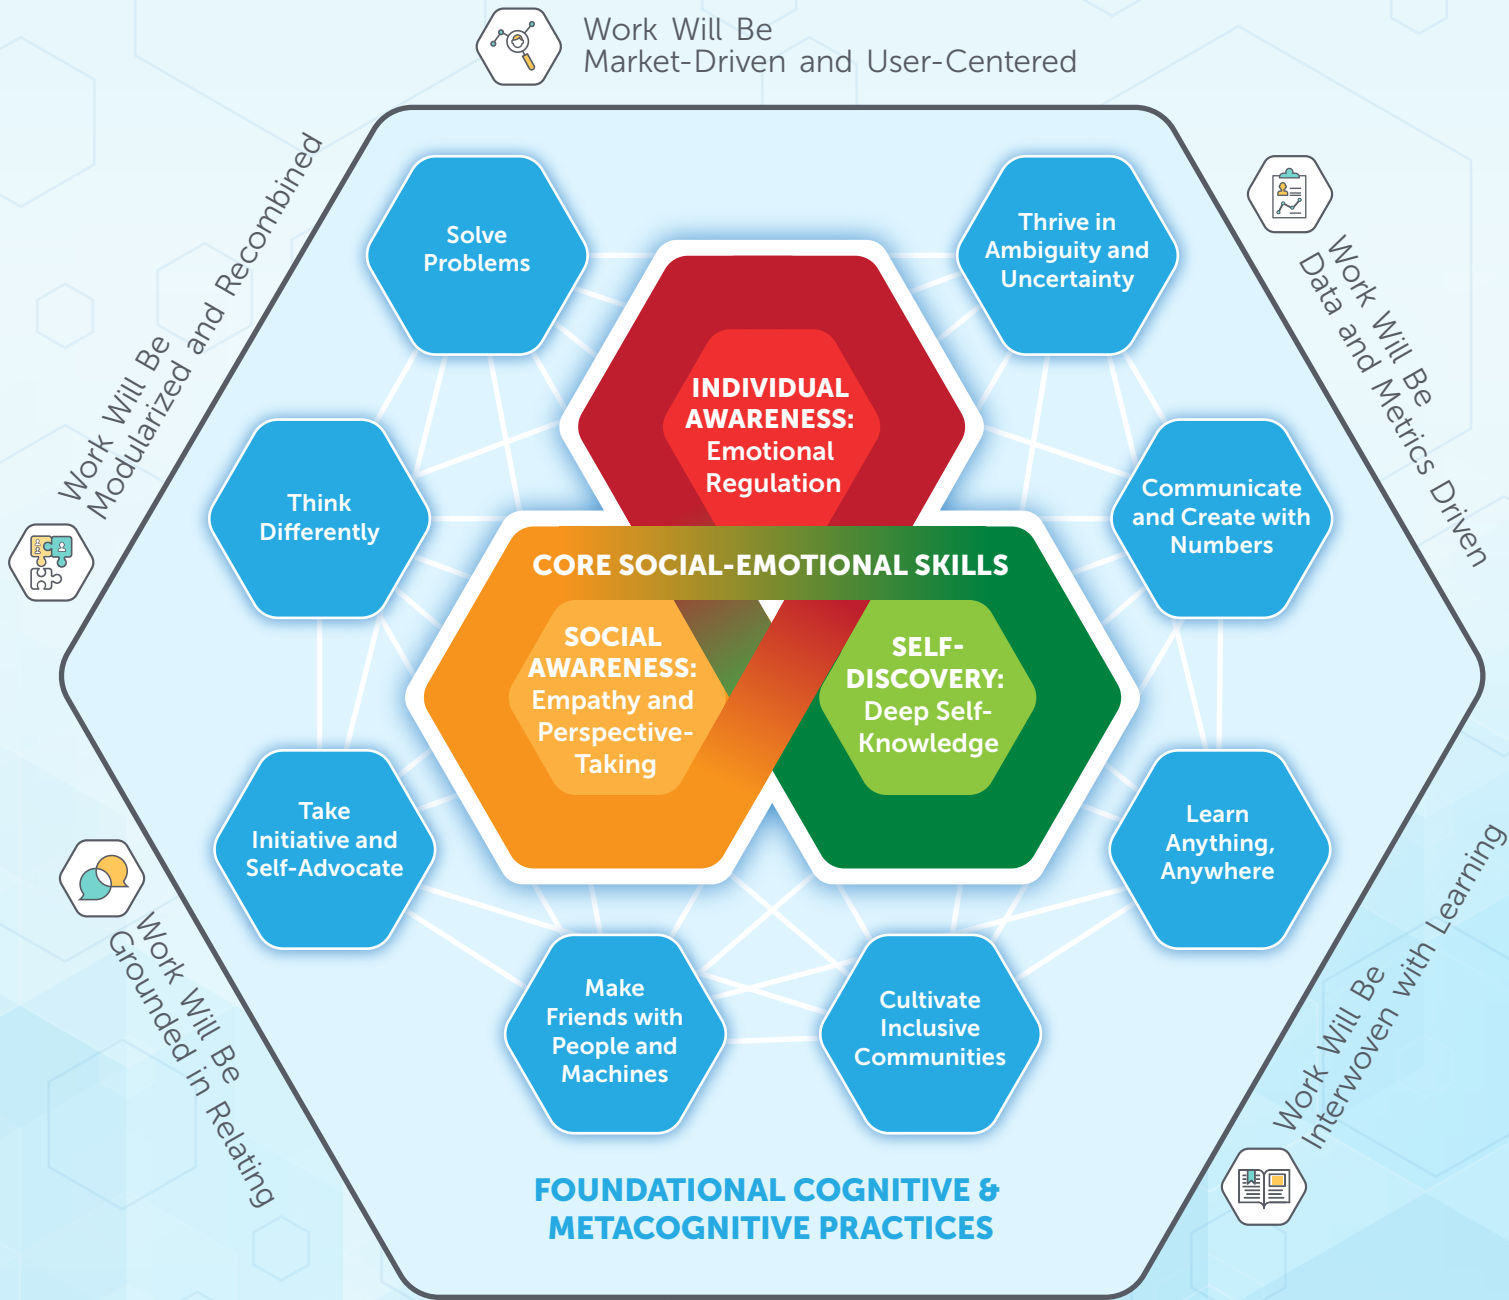 Work Will Be
Market-Driven and User-Centered
Work Will Be
Modularized and Recombined
Work Will Be
Data and Metrics Driven
Solve
Problems
Thrive in
Ambiguity and
Uncertainty
INDIVIDUAL
AWARENESS:
Emotional
Regulation
Think
Differently
Communicate
and Create with
Numbers
CORE SOCIAL-EMOTIONAL SKILLS
SOCIAL
AWARENESS:
Empathy and
Perspective-
Taking
SELF-
DISCOVERY:
Deep Self-
Knowledge
Take
Initiative and
Self-Advocate
Learn
Anything,
Anywhere
Make
Friends with
People and
Machines
Cultivate
Inclusive
Communities
Work Will Be
Grounded in Relating
Work Will Be
Interwoven with Learning
FOUNDATIONAL COGNITIVE &
METACOGNITIVE PRACTICES